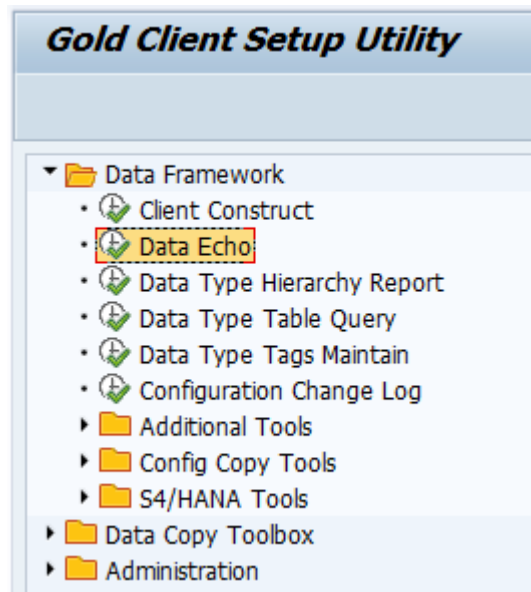 Gold Client Setup Utility
Data Framework
Client Construct
Data Echo
Data Type Hierarchy Report
Data Type Table Query
Data Type Tags Maintain
Configuration Change Log
Additional Tools
Config Copy Tools
S4/HANA Tools
Data Copy Toolbox
Administration